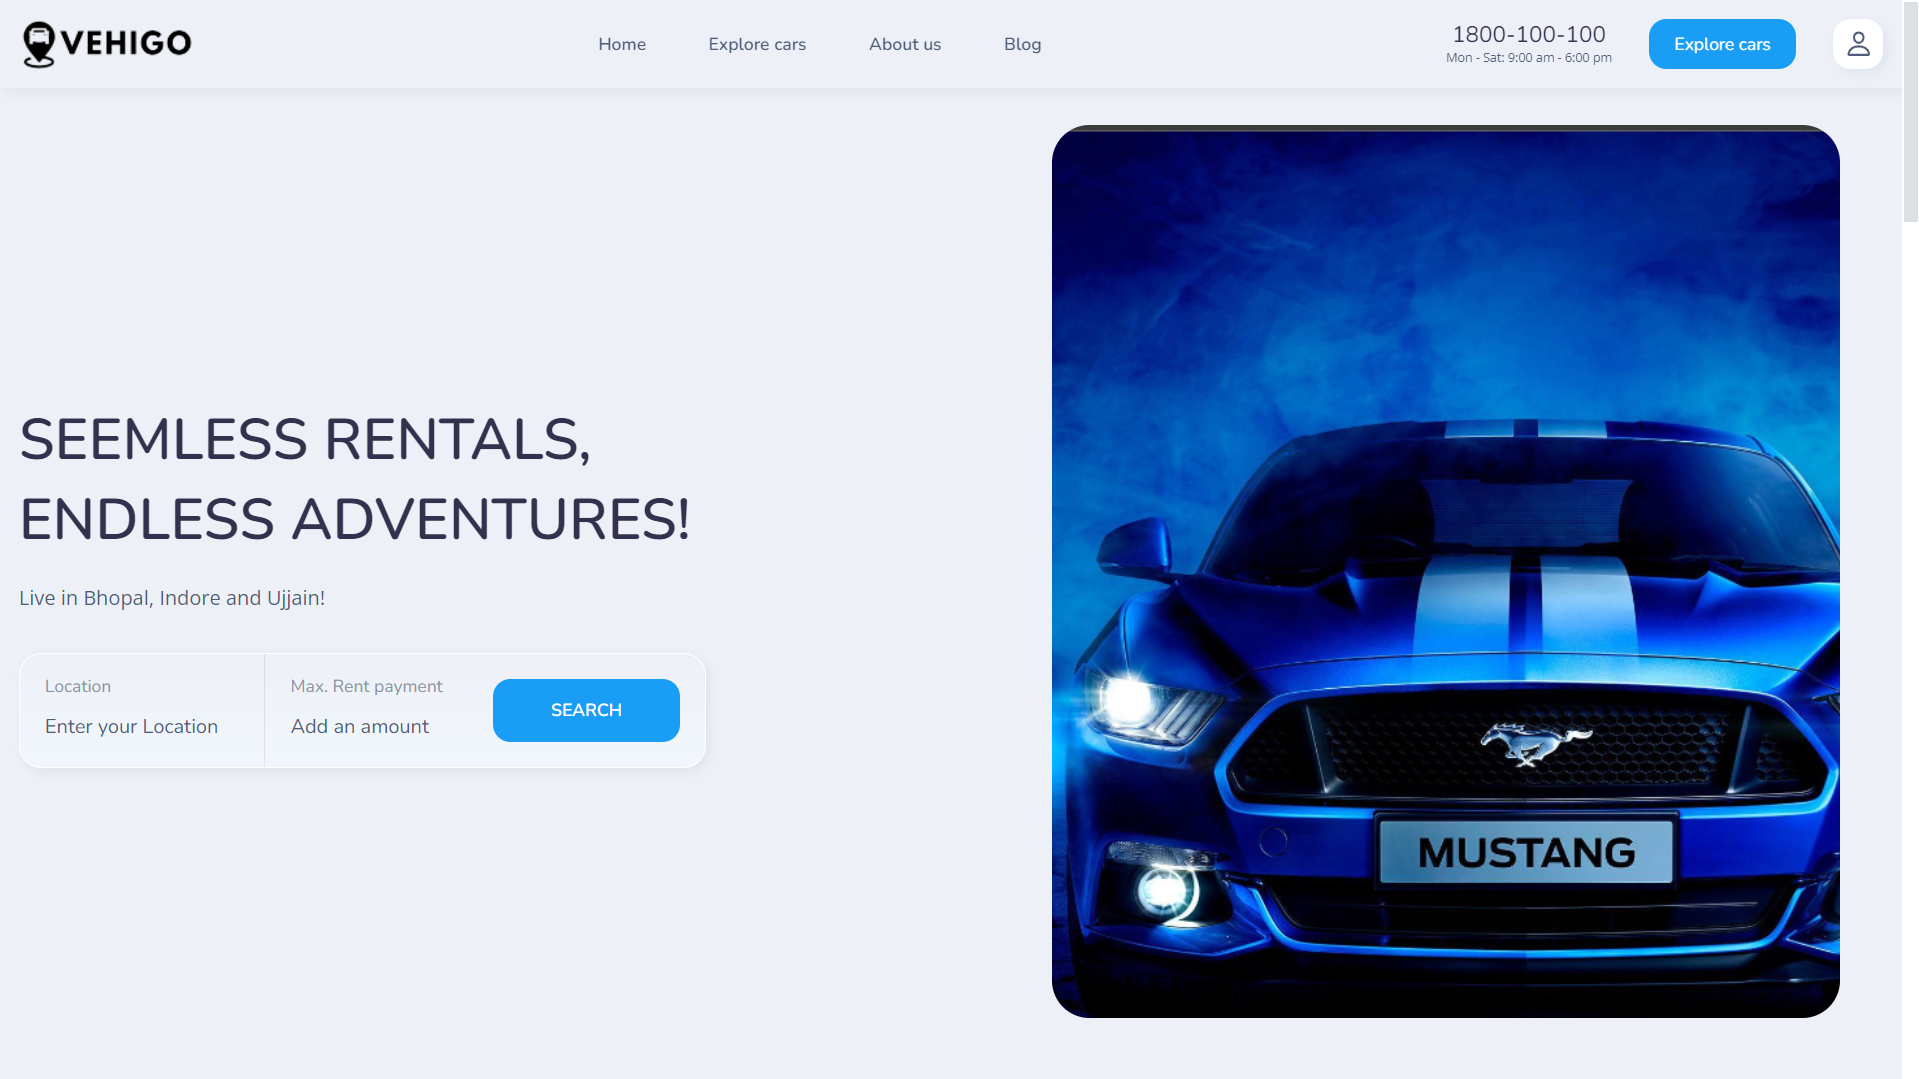 VEHIGO
Home
Explore cars
About us
Blog
1800-100-100
Mon - Sat: 9:00 am - 6:00 pm
Explore cars
SEEMLESS RENTALS,
ENDLESS ADVENTURES!
Live in Bhopal, Indore and Ujjain!
Location
Enter your Location
Max. Rent payment
Add an amount
SEARCH
MUSTANG